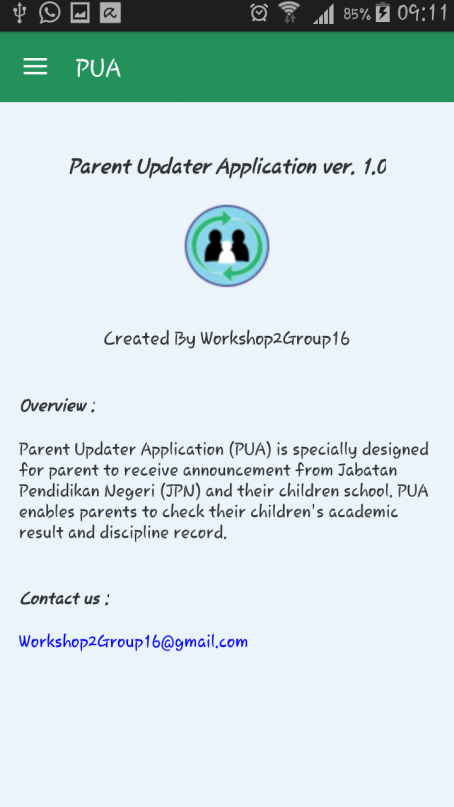 85% 09:11
PUA
Parent Updater Application ver. 1.0
Created By Workshop2Group16
Overview :
Parent Updater Application (PUA) is specially designed
for parent to receive announcement from Jabatan
Pendidikan Negeri (JPN) and their children school. PUA
enables parents to check their children's academic
result and discipline record.
Contact us :
Workshop2Group16@gmail.com